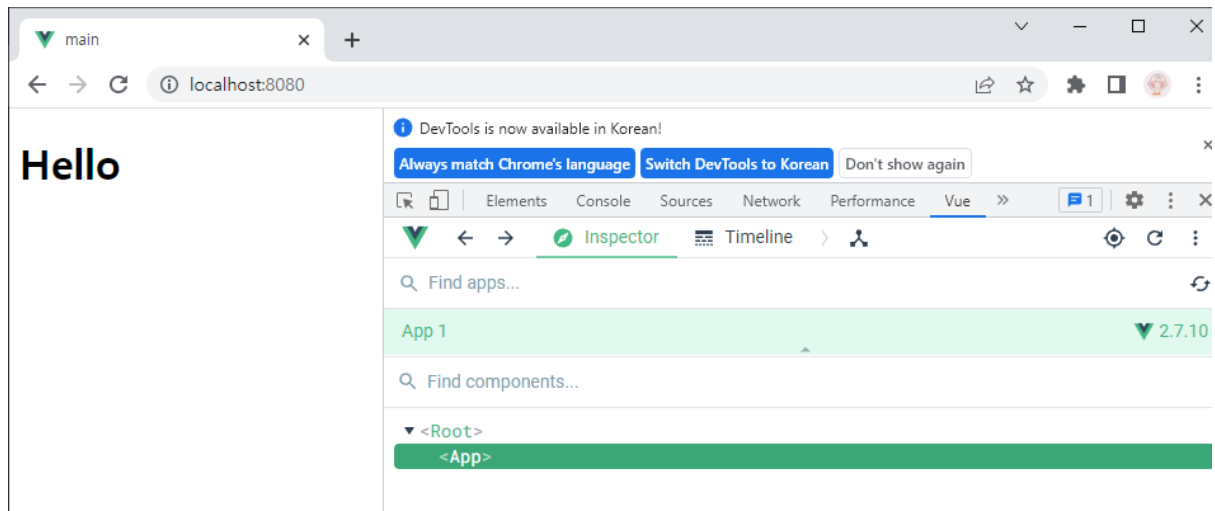 main
localhost:8080
Hello
DevTools is now available in Korean!
Always match Chrome's language Switch DevTools to Korean Don't show again
Elements Console Sources Network Performance Vue 1
Inspector Timeline
Find apps...
App 1 2.7.10
Find components...
<Root>
<App>